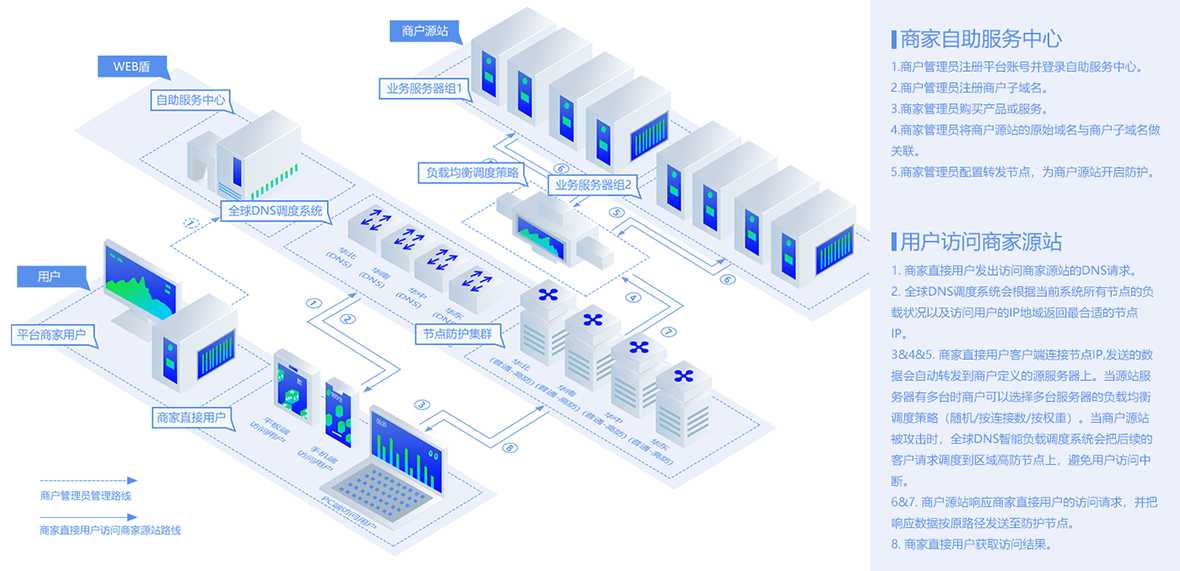 商户源站
WEB盾
业务服务器组1
自助服务中心
负载均衡调度策略
业务服务器组2
全球DNS调度系统
华北
(DNS)
华南
(DNS)
华中
(DNS)
华东
(DNS)
用户
平台商家用户
节点防护集群
华北
(普通-高防)
华南
(普通-高防)
华中
(普通-高防)
华东
(普通-高防)
商家直接用户
平板端
访问用户
手机端
访问用户
PC端访问用户
①
②
③
④
⑤
⑥
⑥
⑦
⑧
商户管理员管理路线
商家直接用户访问商家源站路线
商家自助服务中心
1.商户管理员注册平台账号并登录自助服务中心。
2.商户管理员注册商户子域名。
3.商家管理员购买产品或服务。
4.商家管理员将商户源站的原始域名与商户子域名做
关联。
5.商家管理员配置转发节点，为商户源站开启防护。
用户访问商家源站
1. 商家直接用户发出访问商家源站的DNS请求。
2. 全球DNS调度系统会根据当前系统所有节点的负
载状况以及访问用户的IP地域返回最合适的节点
IP。
3&4&5. 商家直接用户客户端连接节点IP,发送的数
据会自动转发到商户定义的源服务器上。当源站服
务器有多台时商户可以选择多台服务器的负载均衡
调度策略（随机/按连接数/按权重）。当商户源站
被攻击时，全球DNS智能负载调度系统会把后续的
客户请求调度到区域高防节点上，避免用户访问中
断。
6&7. 商户源站响应商家直接用户的访问请求，并把
响应数据按原路径发送至防护节点。
8. 商家直接用户获取访问结果。